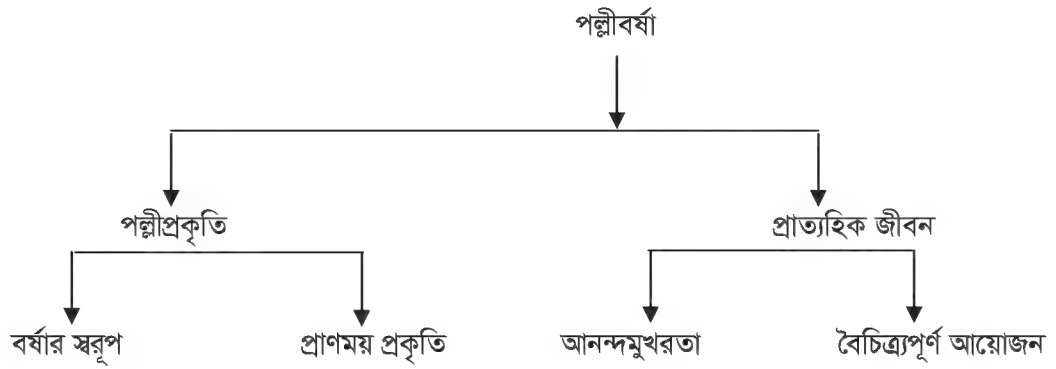 পল্লীবর্ষা
পল্লীপ্রকৃতি প্রাত্যহিক জীবন
বর্ষার স্বরূপ প্রাণময় প্রকৃতি আনন্দমুখরতা বৈচিত্র্যপূর্ণ আয়োজন